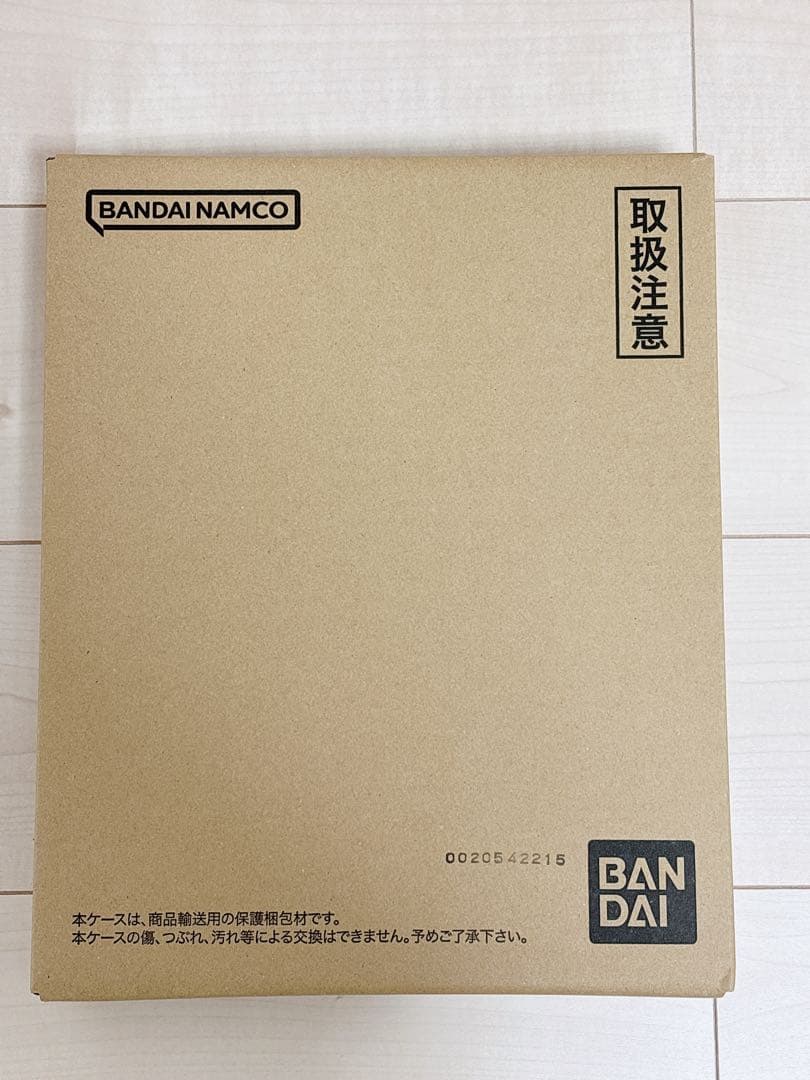 BANDAI NAMCO
取扱注意
0020542215
BAN
DAI
本ケースは、商品輸送用の保護梱包材です。
本ケースの傷、つぶれ、汚れ等による交換はできません。予めご了承下さい。